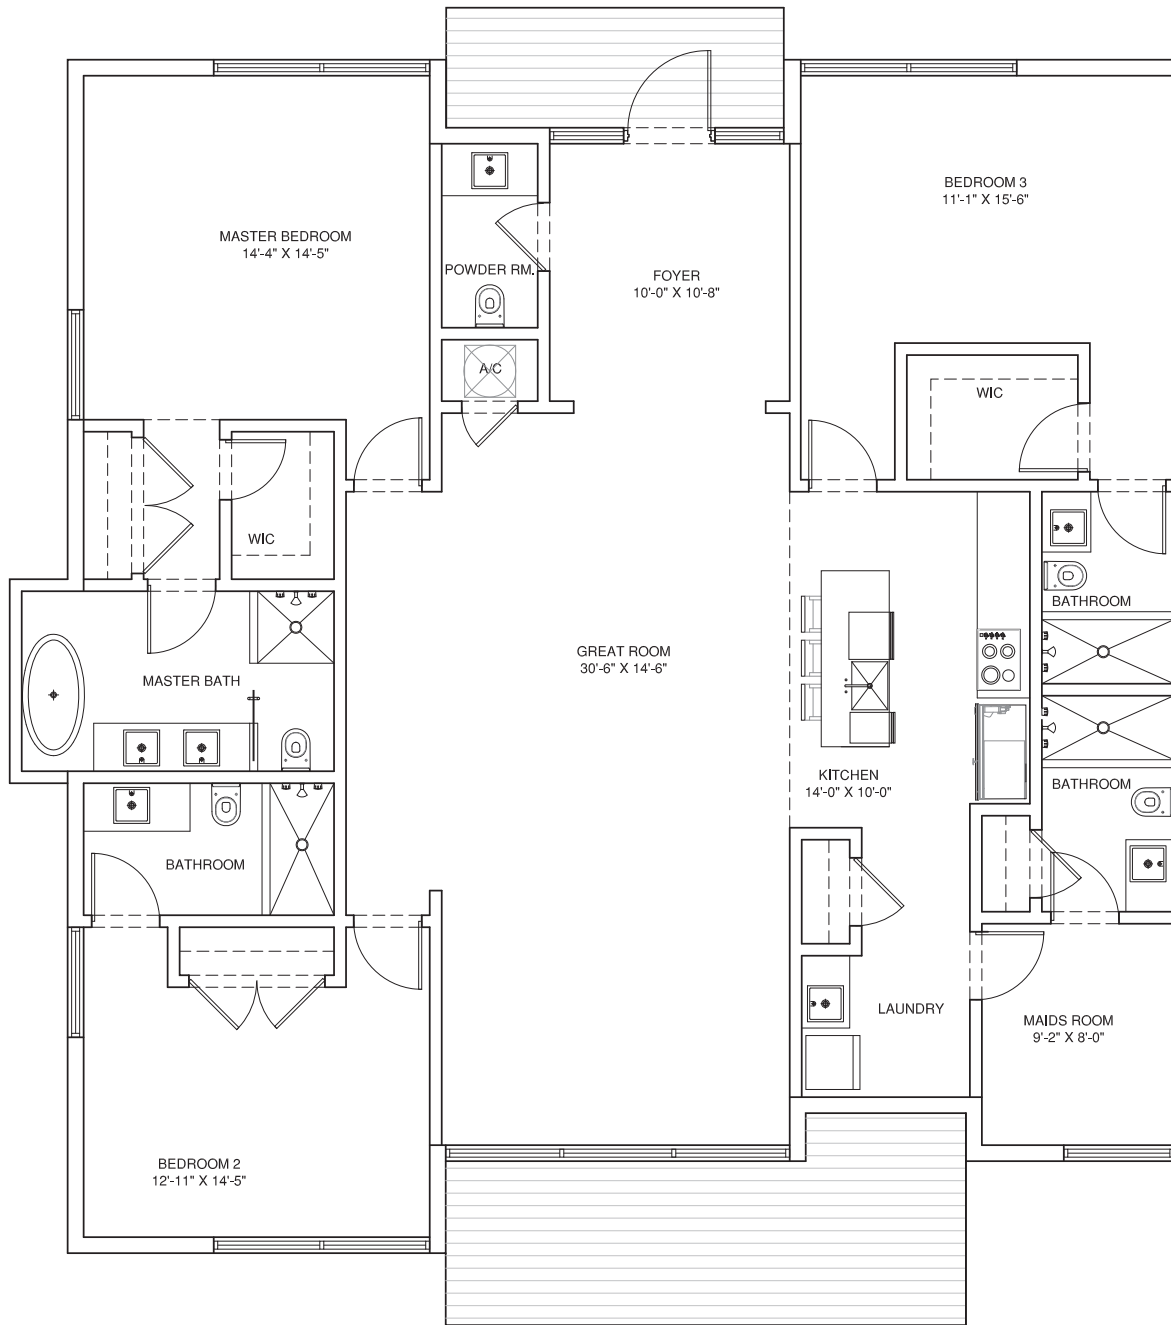 MASTER BEDROOM
14'-4" X 14'-5"
POWDER RM.
A/C
FOYER
10'-0" X 10'-8"
BEDROOM 3
11'-1" X 15'-6"
WIC
WIC
MASTER BATH
GREAT ROOM
30'-6" X 14'-6"
BATHROOM
KITCHEN
14'-0" X 10'-0"
BATHROOM
BATHROOM
LAUNDRY
MAIDS ROOM
9'-2" X 8'-0"
BEDROOM 2
12'-11" X 14'-5"